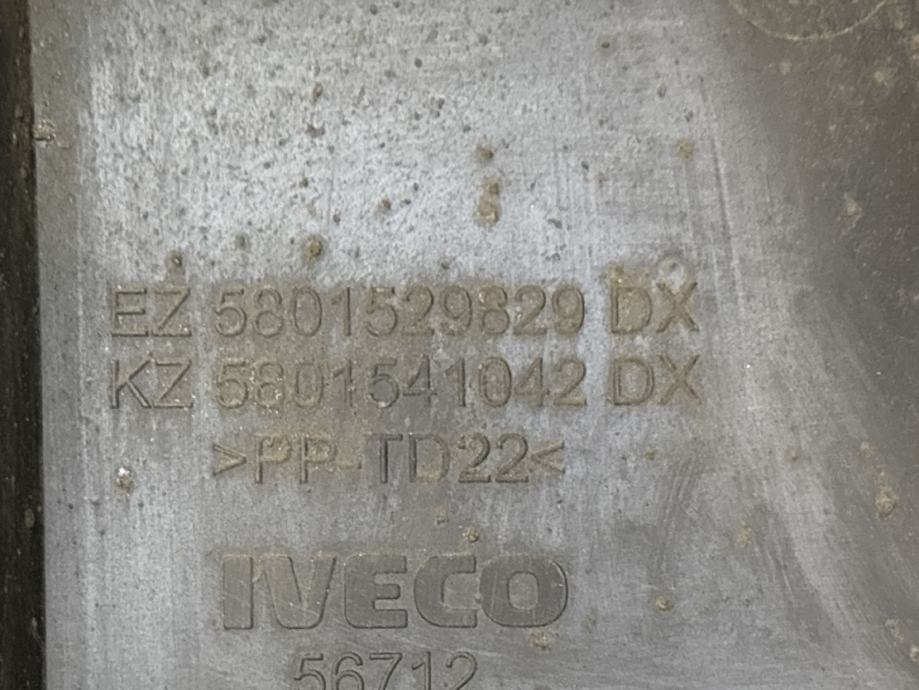 EZ 5801529829 DX
KZ 5801541042 DX
>PP-TD22<
IVECO
56712